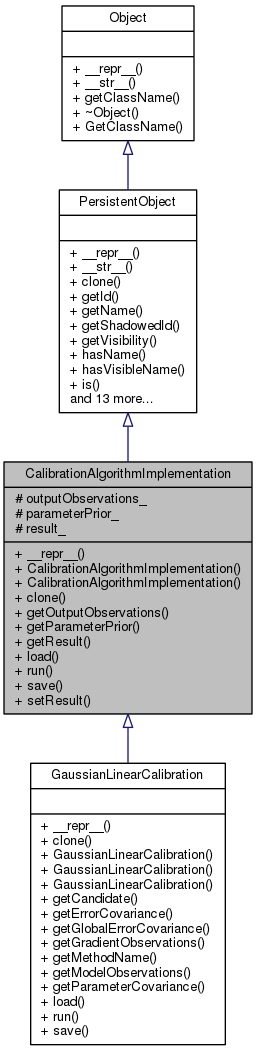 Object
+ __repr__()
+ __str__()
+ getClassName()
+ ~Object()
+ GetClassName()
PersistentObject
+ __repr__()
+ __str__()
+ clone()
+ getId()
+ getName()
+ getShadowedId()
+ getVisibility()
+ hasName()
+ hasVisibleName()
+ is()
and 13 more...
CalibrationAlgorithmImplementation
# outputObservations_
# parameterPrior_
# result_
+ __repr__()
+ CalibrationAlgorithmImplementation()
+ CalibrationAlgorithmImplementation()
+ clone()
+ getOutputObservations()
+ getParameterPrior()
+ getResult()
+ load()
+ run()
+ save()
+ setResult()
GaussianLinearCalibration
+ __repr__()
+ clone()
+ GaussianLinearCalibration()
+ GaussianLinearCalibration()
+ GaussianLinearCalibration()
+ getCandidate()
+ getErrorCovariance()
+ getGlobalErrorCovariance()
+ getGradientObservations()
+ getMethodName()
+ getModelObservations()
+ getParameterCovariance()
+ load()
+ run()
+ save()